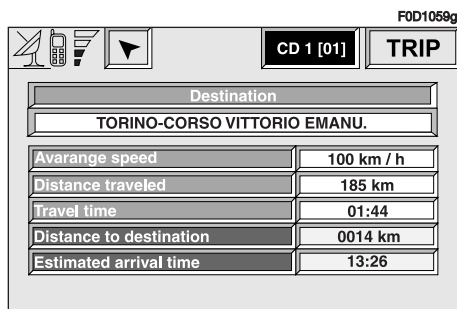 F0D1059g
CD 1 [01] TRIP
Destination
TORINO-CORSO VITTORIO EMANU.
Avarange speed 100 km / h
Distance traveled 185 km
Travel time 01:44
Distance to destination 0014 km
Estimated arrival time 13:26